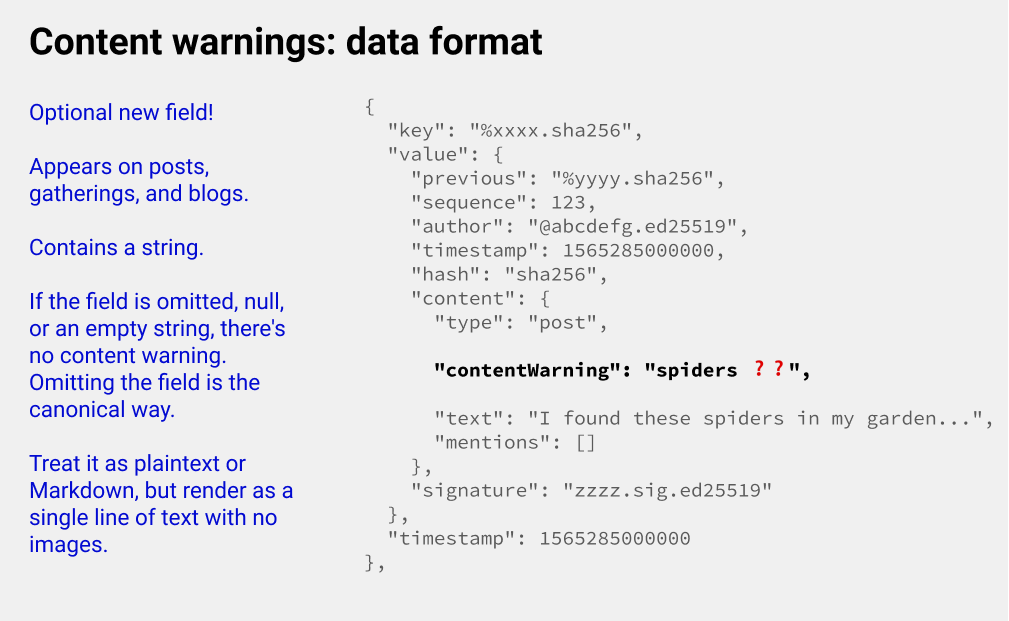 Content warnings: data format
Optional new field!
Appears on posts,
gatherings, and blogs.
Contains a string.
If the field is omitted, null,
or an empty string, there's
no content warning.
Omitting the field is the
canonical way.
Treat it as plaintext or
Markdown, but render as a
single line of text with no
images.
{
"key": "%xxxx.sha256",
"value": {
"previous": "%yyyy.sha256",
"sequence": 123,
"author": "@abcdefg.ed25519",
"timestamp": 1565285000000,
"hash": "sha256",
"content": {
"type": "post",
"contentWarning": "spiders ❓❓",
"text": "I found these spiders in my garden...",
"mentions": []
},
"signature": "zzzz.sig.ed25519"
},
"timestamp": 1565285000000
},